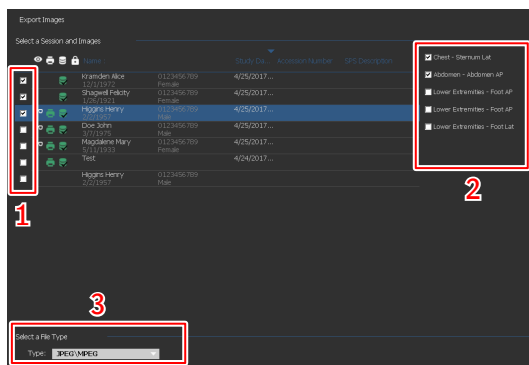 Export Images
Select a Session and Images
Name
Study Da... Accession Number SPS Description
Kramden Alice 0123456789 4/25/2017...
12/1/1972 Female
Shagwell Felicity 0123456789 4/25/2017...
1/26/1921 Female
Higgins Henry 0123456789 4/25/2017...
2/2/1957 Male
Doe John 0123456789 4/25/2017...
3/7/1975 Male
Magdalene Mary 0123456789 4/25/2017...
5/11/1933 Female
Test 4/24/2017...
Higgins Henry 0123456789
2/2/1957 Male
1
Chest - Sternum Lat
Abdomen - Abdomen AP
Lower Extremities - Foot AP
Lower Extremities - Foot AP
Lower Extremities - Foot Lat
2
3
Select a File Type
Type: JPEG\MPEG